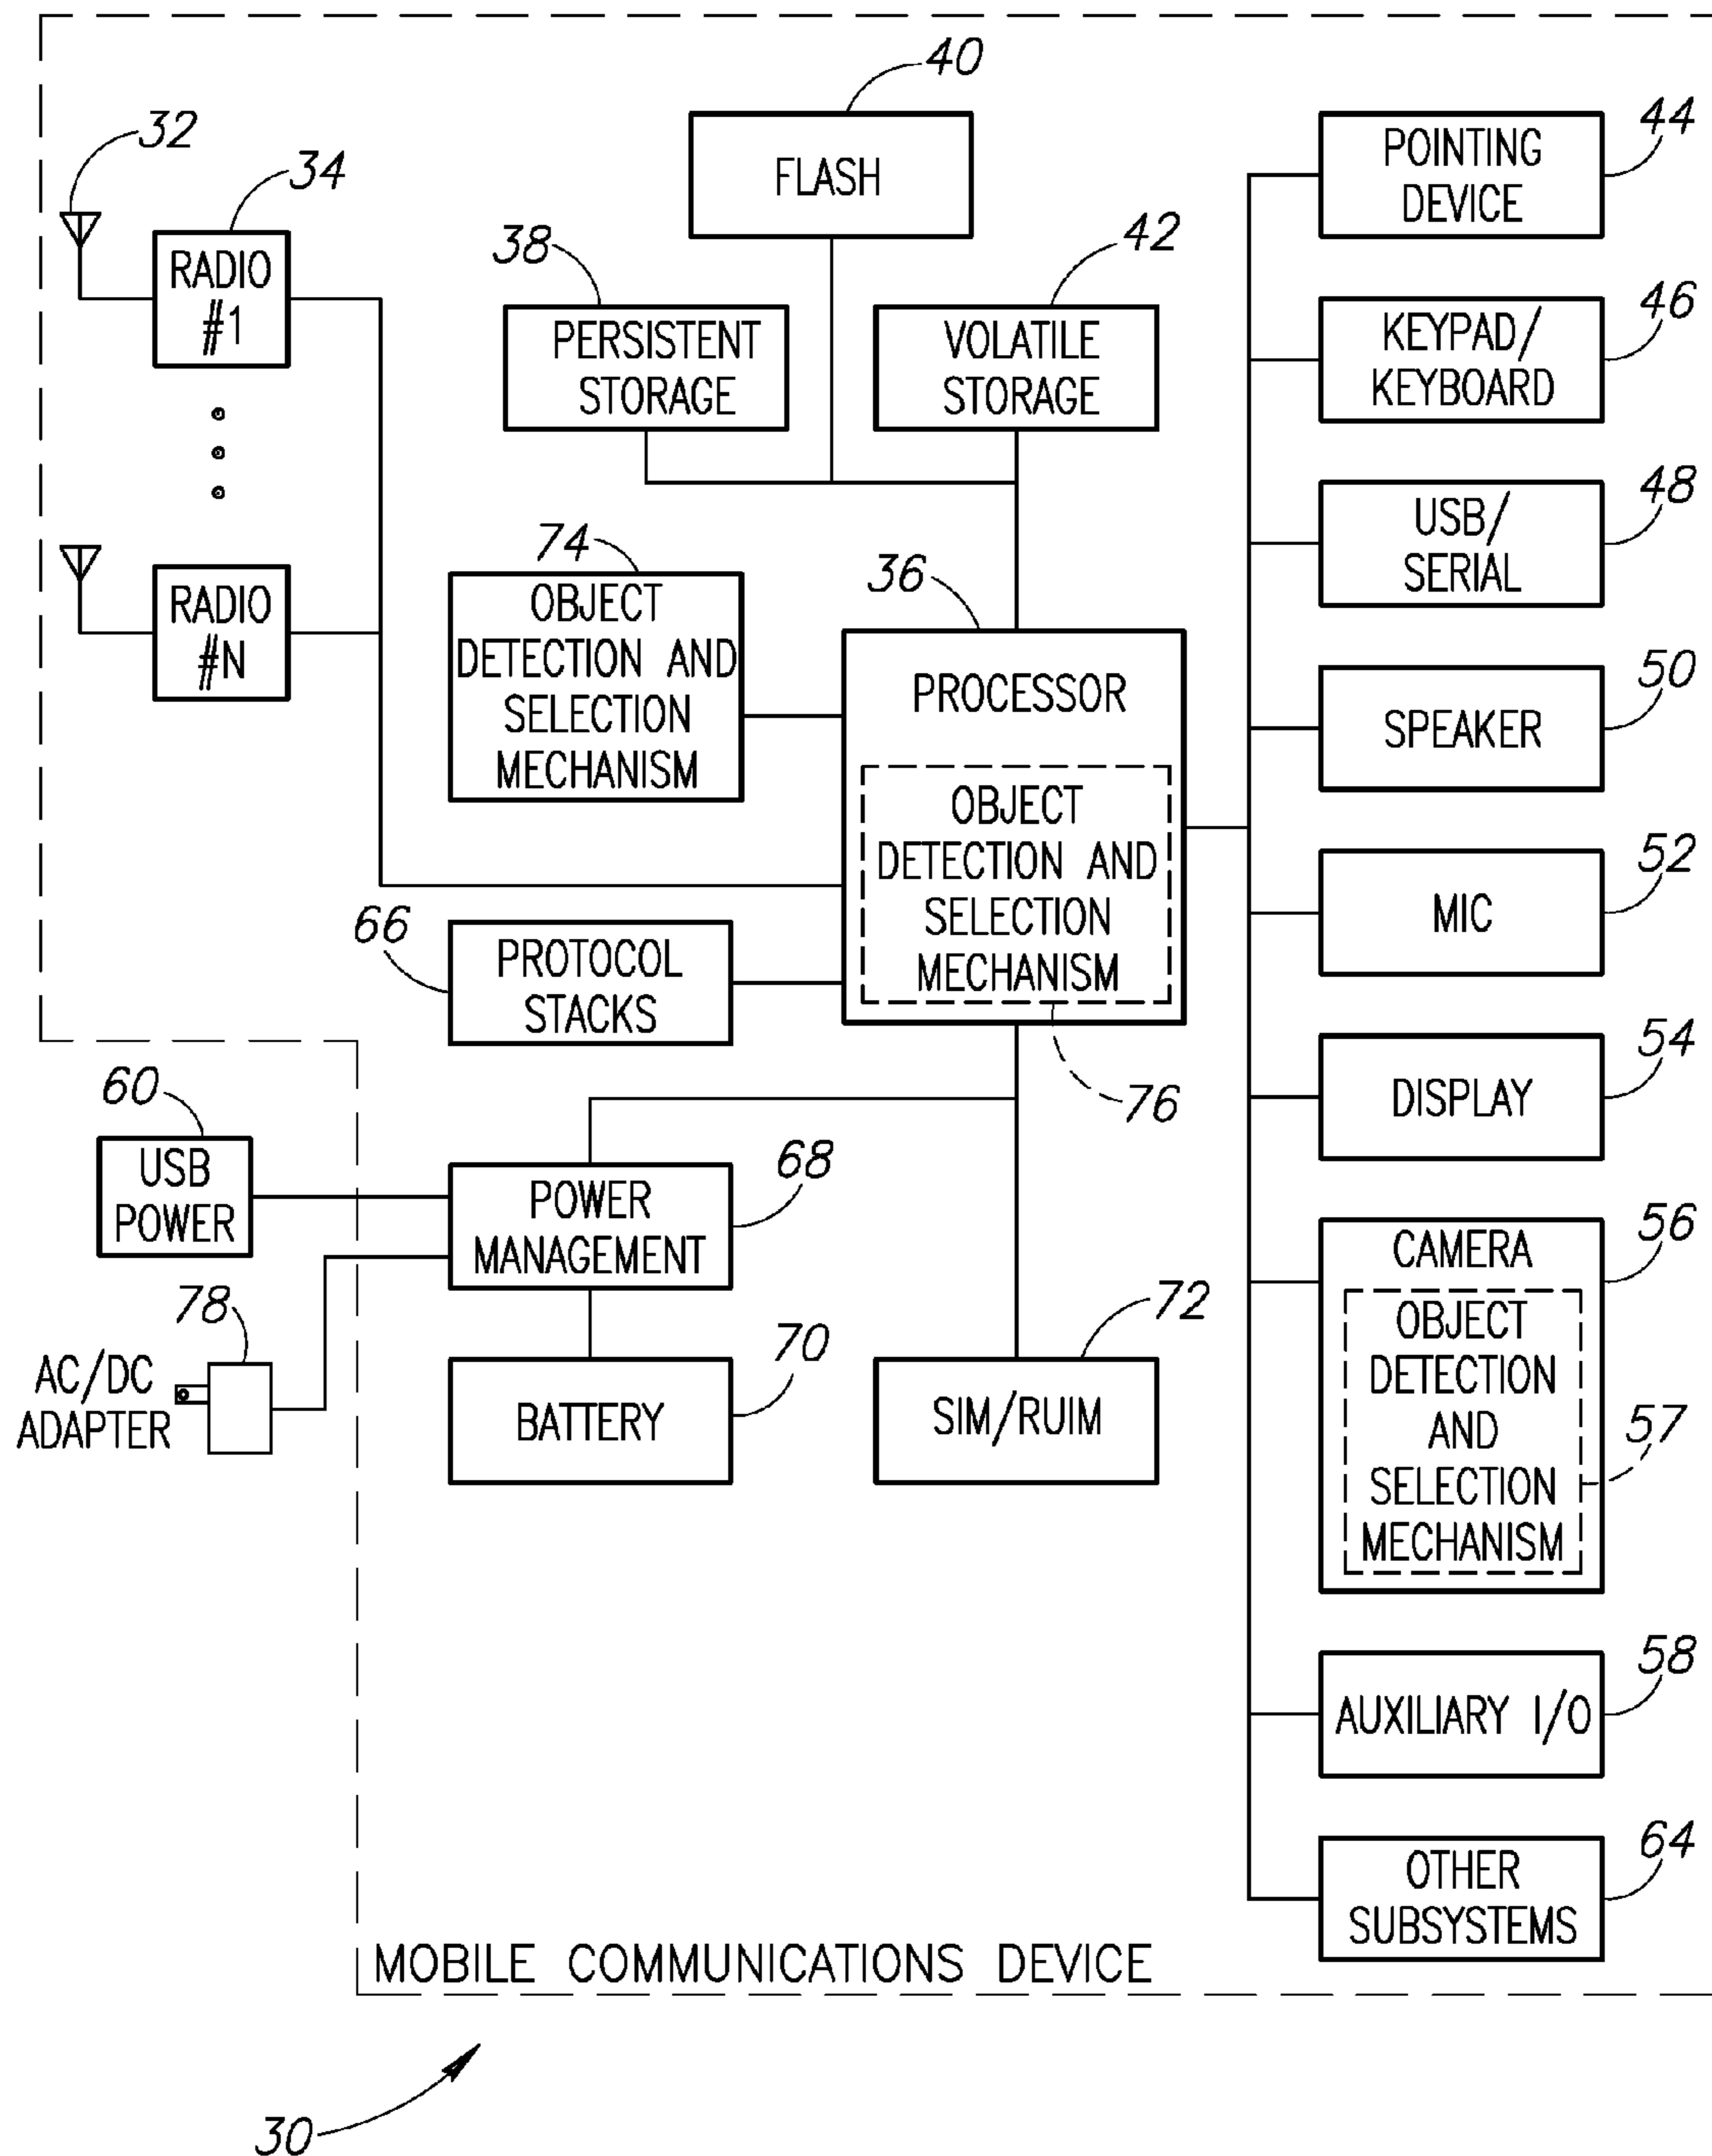 40
FLASH
32
34
RADIO
#1
38
PERSISTENT
STORAGE
42
VOLATILE
STORAGE
RADIO
#N
74
OBJECT
DETECTION AND
SELECTION
MECHANISM
36
PROCESSOR
OBJECT
DETECTION AND
SELECTION
MECHANISM
76
66
PROTOCOL
STACKS
60
USB
POWER
68
POWER
MANAGEMENT
78
AC/DC
ADAPTER
70
BATTERY
72
SIM/RUIM
44
POINTING
DEVICE
46
KEYPAD/
KEYBOARD
48
USB/
SERIAL
50
SPEAKER
52
MIC
54
DISPLAY
56
CAMERA
OBJECT
DETECTION
AND
SELECTION
MECHANISM
57
58
AUXILIARY I/O
64
OTHER
SUBSYSTEMS
MOBILE COMMUNICATIONS DEVICE
30